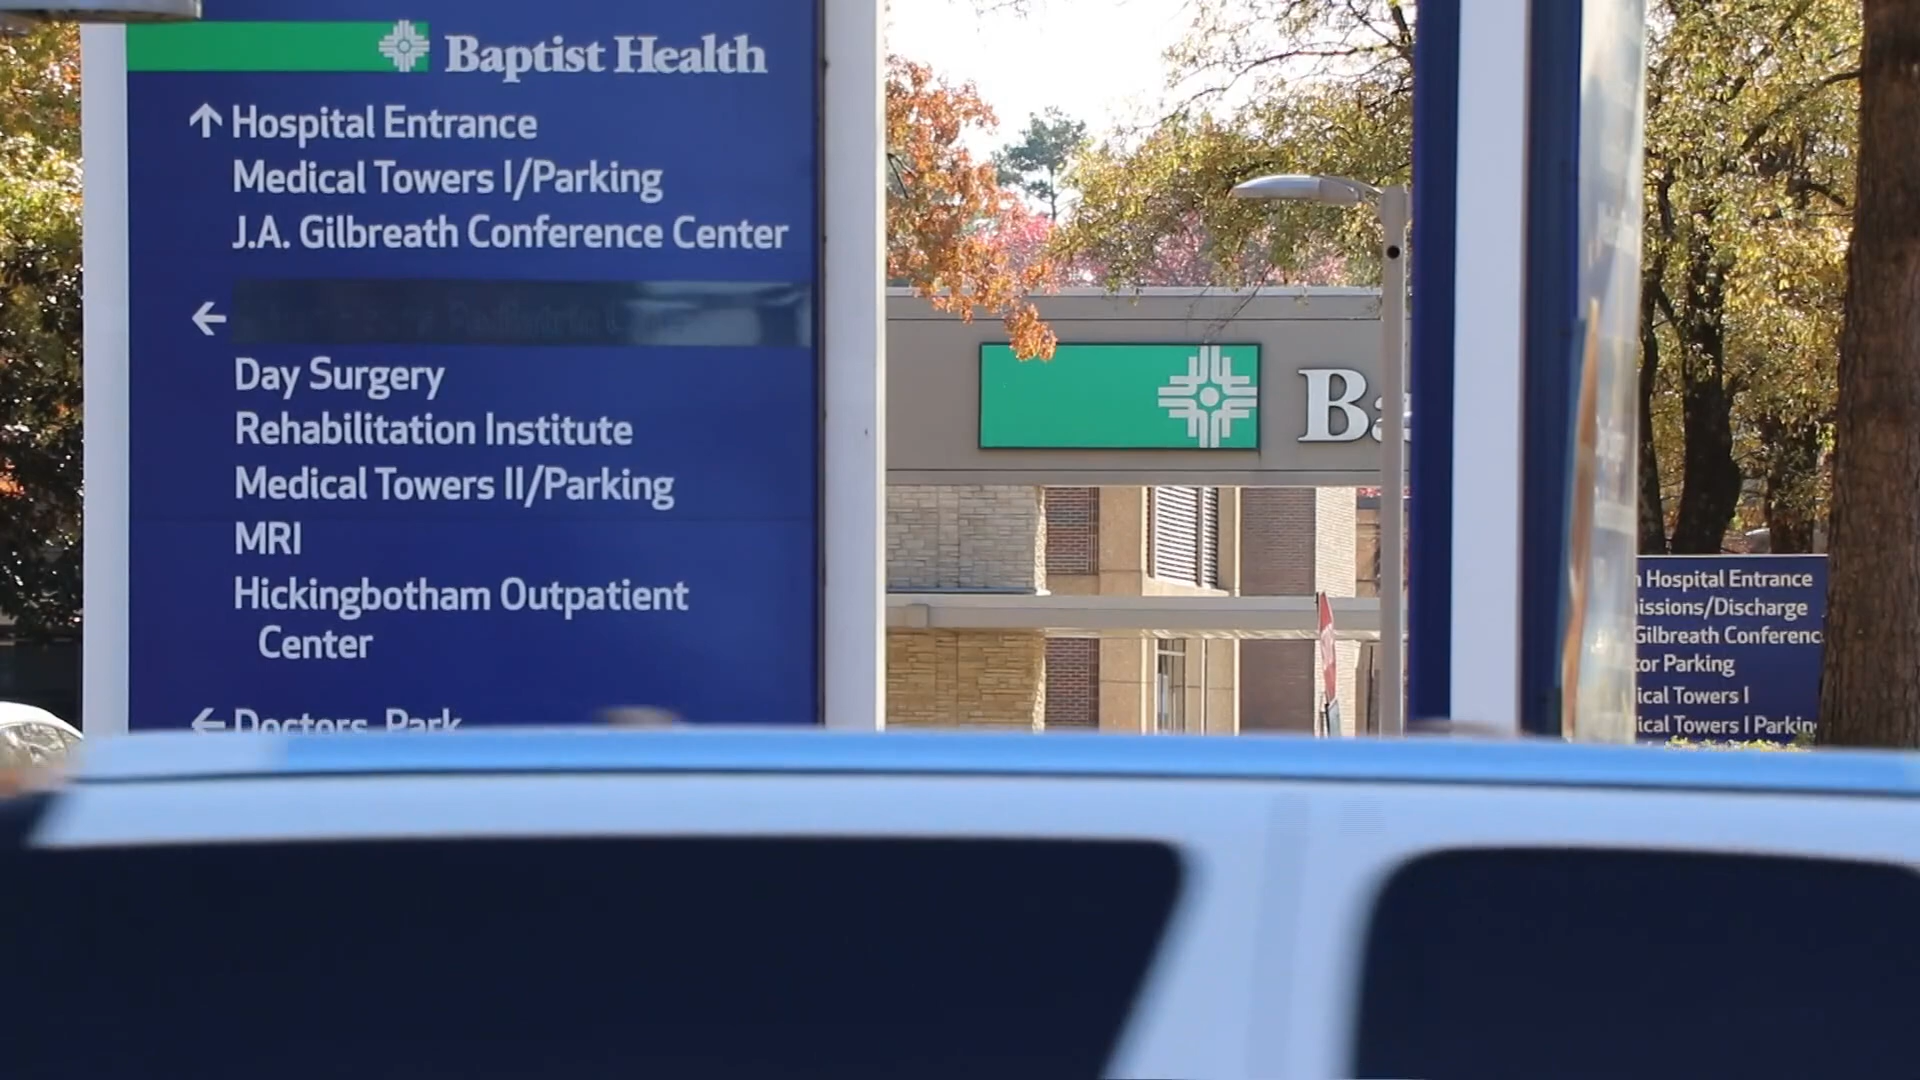 Baptist Health
↑ Hospital Entrance
Medical Towers I/Parking
J.A. Gilbreath Conference Center
←
Day Surgery
Rehabilitation Institute
Medical Towers II/Parking
MRI
Hickingbotham Outpatient
Center
← Doctors Park
Ba
Hospital Entrance
issions/Discharge
Gilbreath Conferenc
tor Parking
ical Towers I
ical Towers I Parkin